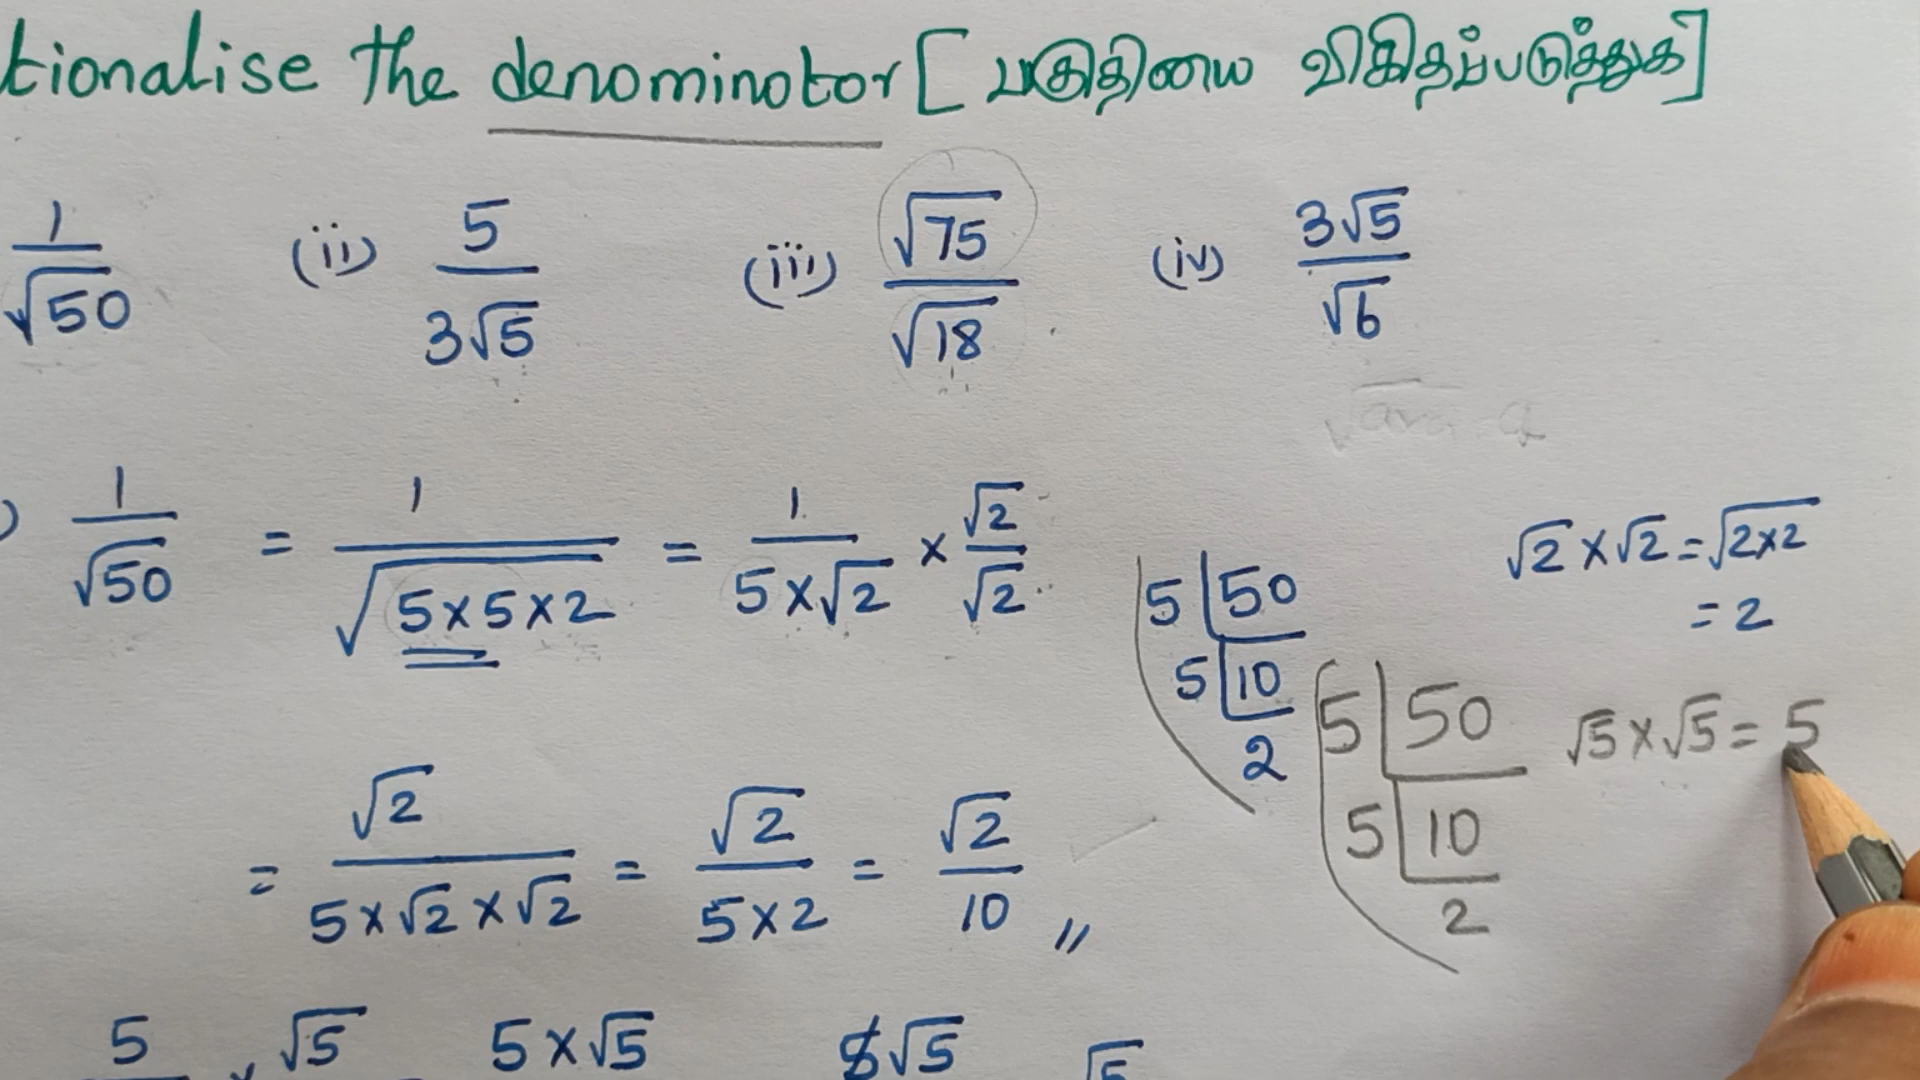 tionalise the denominotor [ பகுதியை விகிதப்படுத்துக ]
1/√50 (ii) 5/3√5 (iii) √75/√18 (iv) 3√5/√6
) 1/√50 = 1/√(5×5×2) = 1/(5×√2) × √2/√2
√2×√2=√(2×2)
= 2
5 | 50
5 | 10
2
5 | 50
5 | 10
2
√5×√5=5
= √2/(5×√2×√2) = √2/(5×2) = √2/10 //
5 × √5 5×√5 5√5 √5